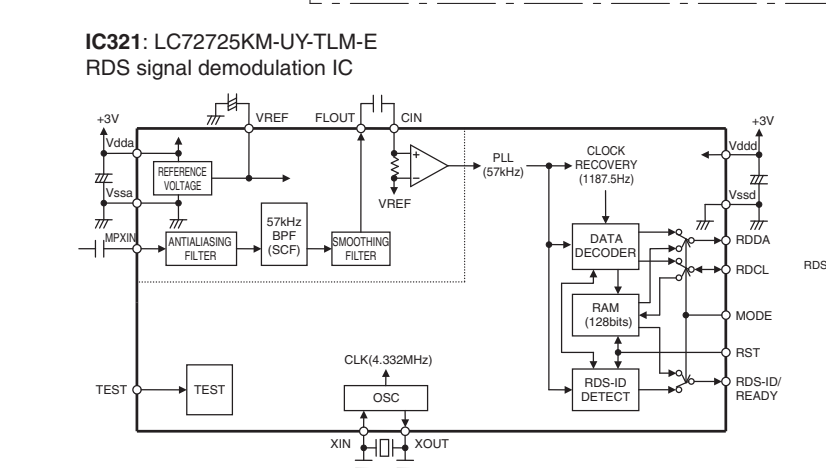 IC321: LC72725KM-UY-TLM-E
RDS signal demodulation IC
+3V
VREF
FLOUT
CIN
+3V
Vdda
Vddd
REFERENCE
VOLTAGE
+
–
VREF
PLL
(57kHz)
CLOCK
RECOVERY
(1187.5Hz)
Vssa
Vssd
MPXIN
ANTIALIASING
FILTER
57kHz
BPF
(SCF)
SMOOTHING
FILTER
DATA
DECODER
RDDA
RDCL
RDS
RAM
(128bits)
MODE
RST
TEST
TEST
CLK(4.332MHz)
OSC
RDS-ID
DETECT
RDS-ID/
READY
XIN
XOUT